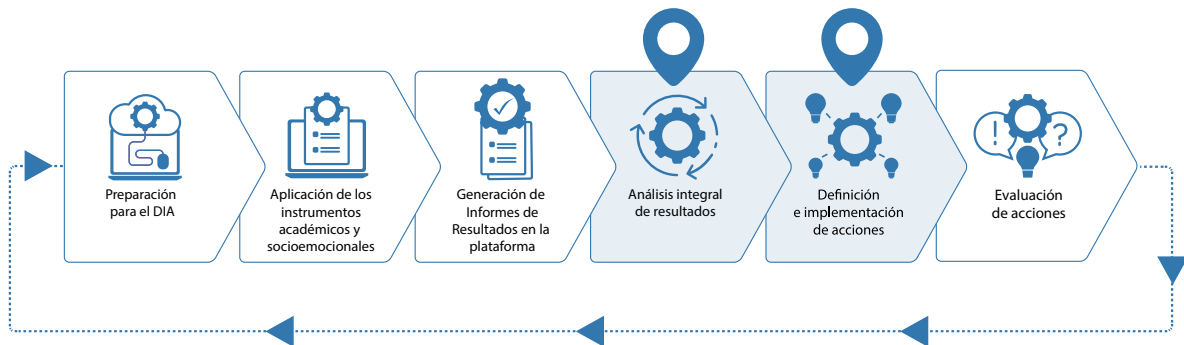 Preparación
para el DIA
Aplicación de los
instrumentos
académicos y
socioemocionales
Generación de
Informes de
Resultados en la
plataforma
Análisis integral
de resultados
Definición
e implementación
de acciones
Evaluación
de acciones
! ?